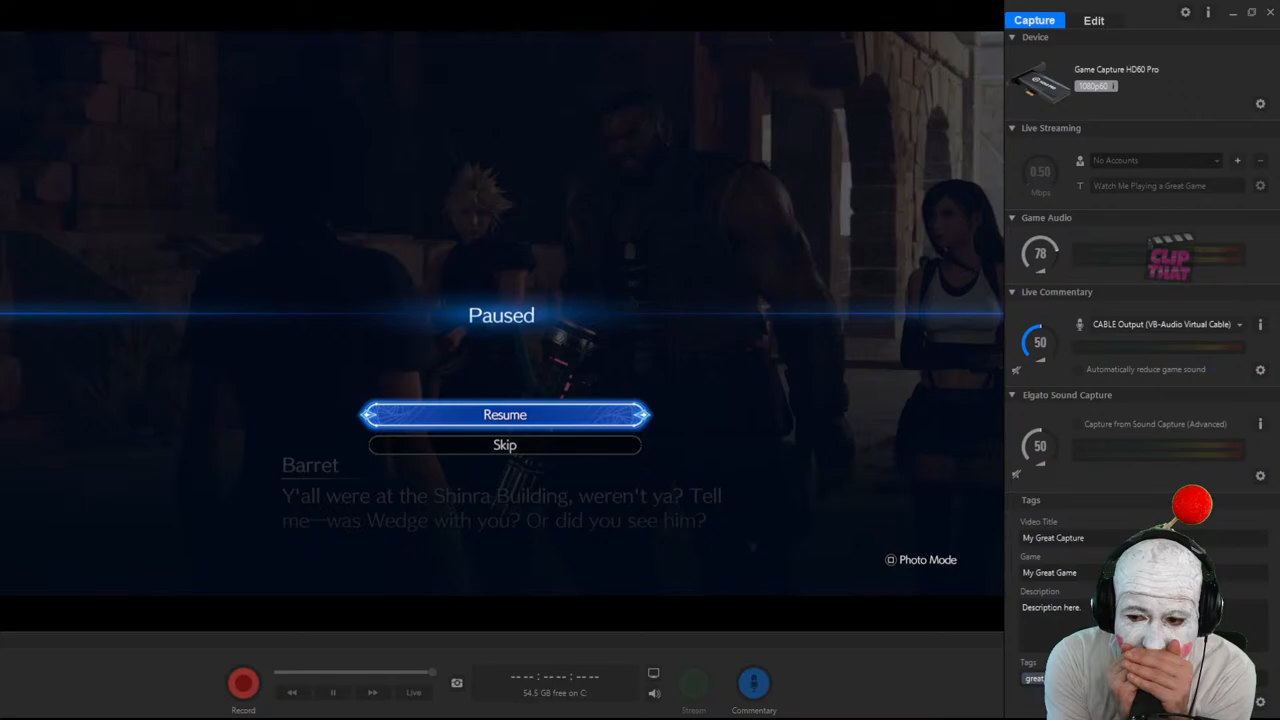 Capture
Edit
Device
Game Capture HD60 Pro
1080p60
Live Streaming
0.50
Mbps
No Accounts
T
Watch Me Playing a Great Game
Game Audio
78
CLIP
THAT
Live Commentary
50
CABLE Output (VB-Audio Virtual Cable)
Automatically reduce game sound
Elgato Sound Capture
50
Capture from Sound Capture (Advanced)
Tags
Video Title
My Great Capture
Game
My Great Game
Description
Description here.
Tags
great
Paused
Resume
Skip
Barret
Y'all were at the Shinra Building, weren't ya? Tell
me—was Wedge with you? Or did you see him?
Photo Mode
Record
Live
--:--:--
54.5 GB free on C:
Stream
Commentary